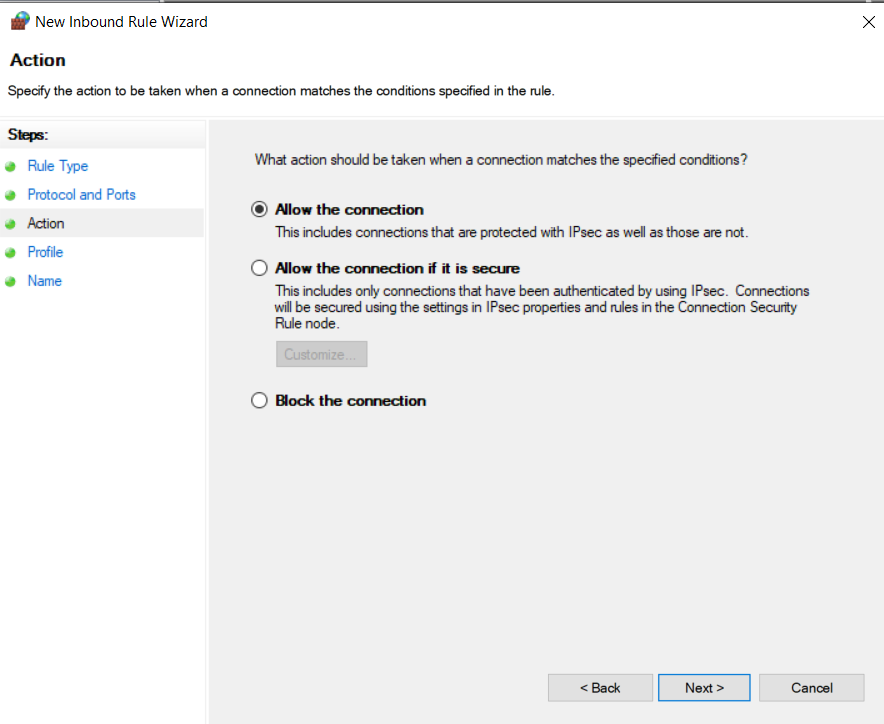 New Inbound Rule Wizard
Action
Specify the action to be taken when a connection matches the conditions specified in the rule.
Steps:
Rule Type
Protocol and Ports
Action
Profile
Name
What action should be taken when a connection matches the specified conditions?
Allow the connection
This includes connections that are protected with IPsec as well as those are not.
Allow the connection if it is secure
This includes only connections that have been authenticated by using IPsec. Connections
will be secured using the settings in IPsec properties and rules in the Connection Security
Rule node.
Customize...
Block the connection
< Back
Next >
Cancel